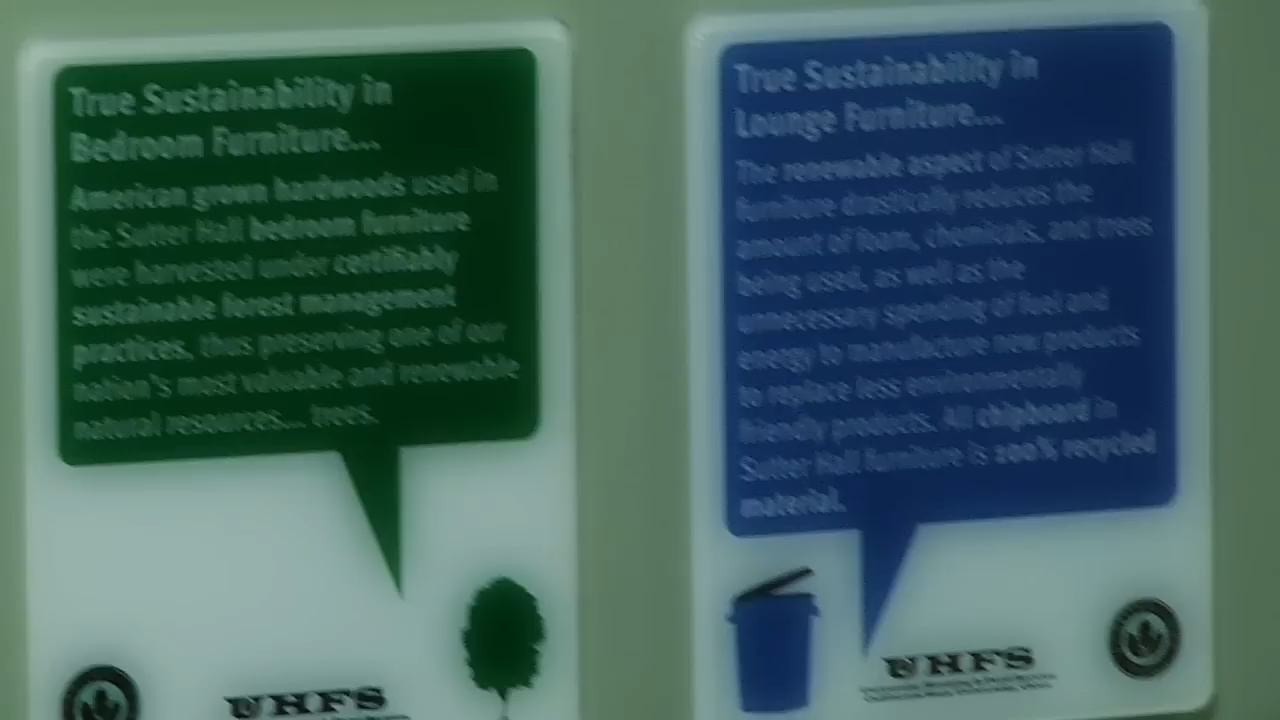 True Sustainability in
Bedroom Furniture...
American grown hardwoods used in
the Sutter Hall bedroom furniture
were harvested under certifiably
sustainable forest management
practices, thus preserving one of our
nation's most valuable and renewable
natural resources... trees.
UHFS
True Sustainability in
Lounge Furniture...
The renewable aspect of Sutter Hall
furniture drastically reduces the
amount of foam, chemicals, and trees
being used, as well as the
unnecessary spending of fuel and
energy to manufacture new products
to replace less environmentally
friendly products. All chipboard in
Sutter Hall furniture is 100% recycled
material.
UHFS